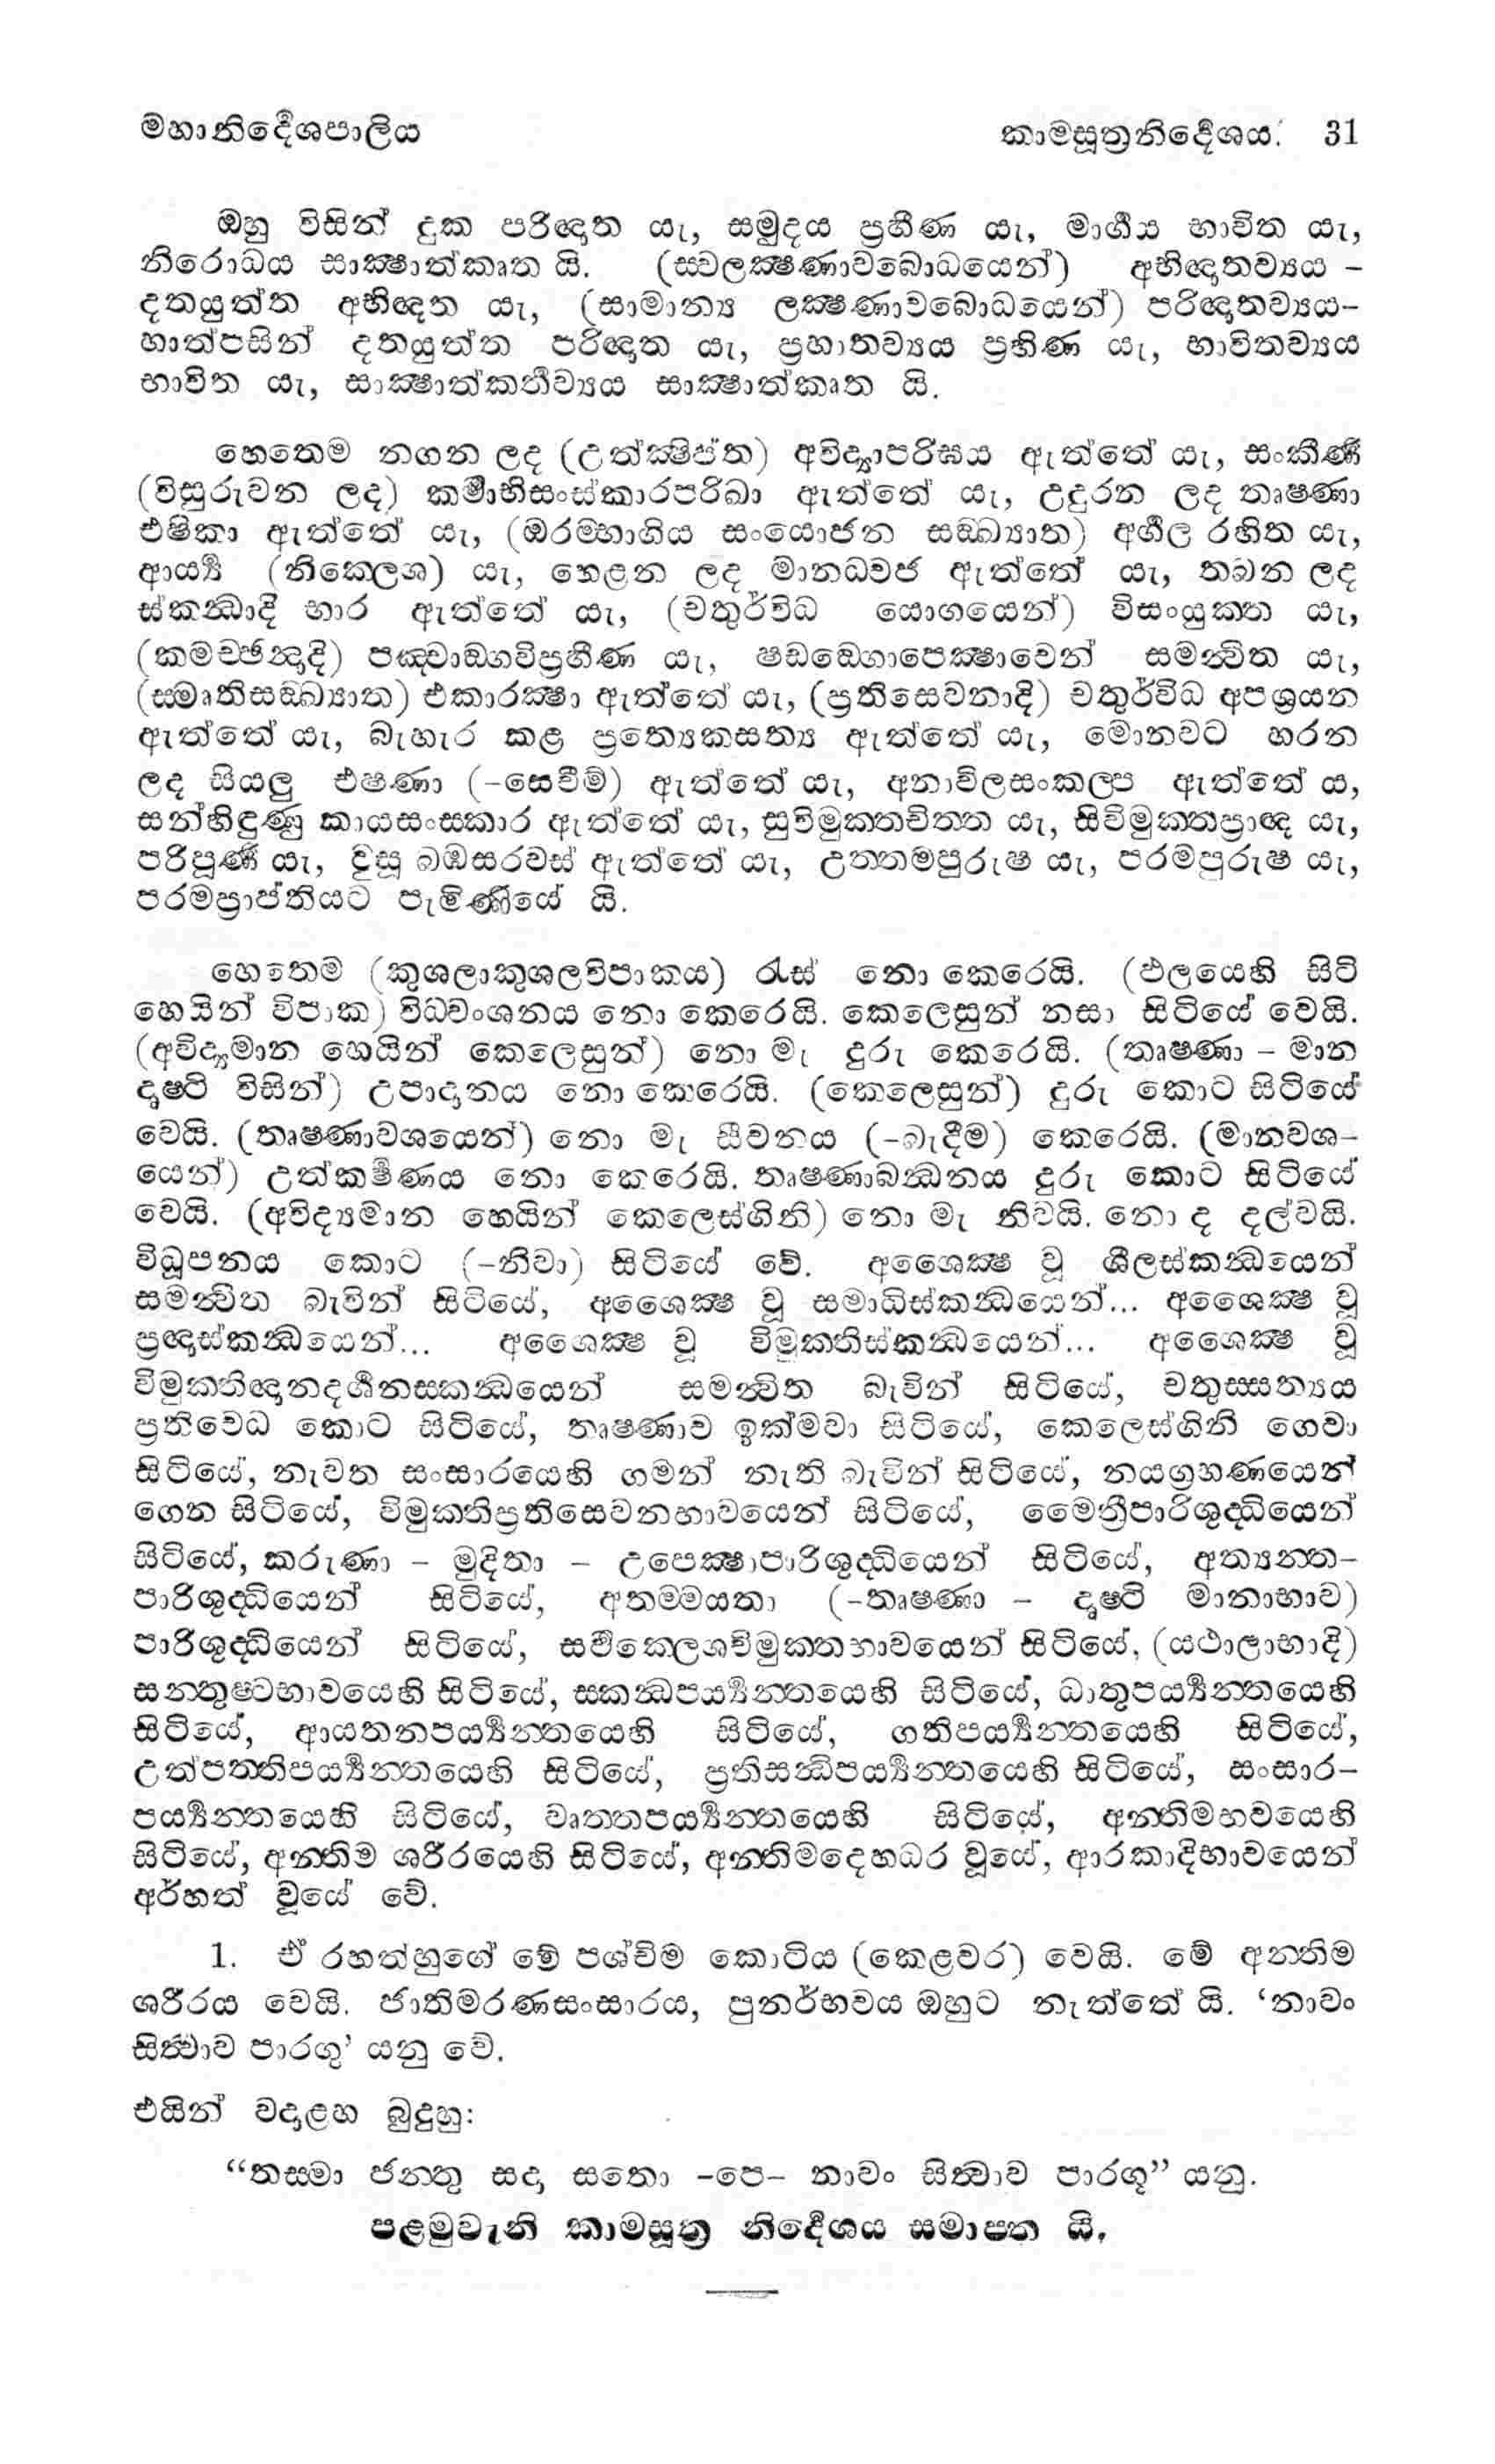 මහානිර්‍දේශපාලිය කාමසූත්‍රනිර්‍දේශය. 31
ඔහු විසින් දුක පරිඥාත යැ, සමුදය ප්‍රහීණ යැ, මාර්‍ගය භාවිත යැ,
නිරොධය සාක්‍ෂාත්කෘත යි. (ස්වලක්‍ෂණාවබොධයෙන්) අභිඥාතව්‍යය –
දතයුත්ත අභිඥත යැ, (සාමාන්‍ය ලක්‍ෂණාවබොධයෙන්) පරිඥාතව්‍යය-
හාත්පසින් දතයුත්ත පරිඥාත යැ, ප්‍රහාතව්‍යය ප්‍රහිණ යැ, භාවිතව්‍යය
භාවිත යැ, සාක්‍ෂාත්කර්‍තව්‍යය සාක්‍ෂාත්කෘත යි.
හෙතෙම නගන ලද (උත්ක්‍ෂිප්ත) අවිද්‍යාපරිඝය ඇත්තේ යැ, සංකීර්‍ණ
(විසුරුවන ලද) කර්‍මාභිසංස්කාරපරිඛා ඇත්තේ යැ, උදුරන ලද තෘෂ්ණා
එෂිකා ඇත්තේ යැ, (ඔරම්භාගිය සංයොජන සඞ්ඛ්‍යාත) අර්‍ගල රහිත යැ,
ආර්‍ය්‍ය (නික්ලෙශ) යැ, හෙළන ලද මානධ්වජ ඇත්තේ යැ, තබන ලද
ස්කන්‍ධාදි භාර ඇත්තේ යැ, (චතුර්විධ යොගයෙන්) විසංයුක්ත යැ,
(කමච්ඡන්‍දාදි) පඤ්චාඞ්ගවිප්‍රහීණ යැ, ෂඩඞ්ගොපෙක්‍ෂාවෙන් සමන්‍විත යැ,
(ස්මෘතිසඞ්ඛ්‍යාත) එකාරක්‍ෂා ඇත්තේ යැ, (ප්‍රතිසෙවනාදි) චතුර්විධ අපශ්‍රයන
ඇත්තේ යැ, බැහැර කළ ප්‍රත්‍යෙකසත්‍ය ඇත්තේ යැ, මොනවට හරන
ලද සියලු එෂණා (-සෙවීම්) ඇත්තේ යැ, අනාවිලසංකල්ප ඇත්තේ ය,
සන්හිඳුණු කායසංස්කාර ඇත්තේ යැ, සුවිමුක්තචිත්ත යැ, සිවිමුක්තප්‍රාඥ යැ,
පරිපූර්‍ණ යැ, වුසූ බඹසරවස් ඇත්තේ යැ, උත්තමපුරුෂ යැ, පරමපුරුෂ යැ,
පරමප්‍රාප්තියට පැමිණියේ යි.
හෙතෙම (කුශලාකුශලවිපාකය) රැස් නො කෙරෙයි. (ඵලයෙහි සිටි
හෙයින් විපාක) විධ්වංශනය නො කෙරෙයි. කෙලෙසුන් නසා සිටියේ වෙයි.
(අවිද්‍යමාන හෙයින් කෙලෙසුන්) නො මැ දුරු කෙරෙයි. (තෘෂ්ණා – මාන
දෘෂ්ටි විසින්) උපාදානය නො කෙරෙයි. (කෙලෙසුන්) දුරු කොට සිටියේ
වෙයි. (තෘෂ්ණාවශයෙන්) නො මැ සීවනය (-බැදීම) කෙරෙයි. (මානවශ-
යෙන්) උත්කර්‍ෂණය නො කෙරෙයි. තෘෂ්ණාබන්‍ධනය දුරු කොට සිටියේ
වෙයි. (අවිද්‍යමාන හෙයින් කෙලෙස්ගිනි) නො මැ නිවයි. නො ද දල්වයි.
විධූපනය කොට (-නිවා) සිටියේ වේ. අශෛක්‍ෂ වූ ශීලස්කන්‍ධයෙන්
සමන්‍විත බැවින් සිටියේ, අශෛක්‍ෂ වූ සමාධිස්කන්‍ධයෙන්... අශෛක්‍ෂ වූ
ප්‍රඥාස්කන්‍ධයෙන්... අශෛක්‍ෂ වූ විමුක්තිස්කන්‍ධයෙන්... අශෛක්‍ෂ වූ
විමුක්තිඥානදර්‍ශනස්කන්‍ධයෙන් සමන්‍විත බැවින් සිටියේ, චතුස්සත්‍යය
ප්‍රතිවෙධ කොට සිටියේ, තෘෂ්ණාව ඉක්මවා සිටියේ, කෙලෙස්ගිනි ගෙවා
සිටියේ, නැවත සංසාරයෙහි ගමන් නැති බැවින් සිටියේ, නයග්‍රහණයෙන්
ගෙන සිටියේ, විමුක්තිප්‍රතිසෙවනභාවයෙන් සිටියේ, මෛත්‍රීපාරිශුද්ධියෙන්
සිටියේ, කරුණා – මුදිතා – උපෙක්‍ෂාපාරිශුද්ධියෙන් සිටියේ, අත්‍යන්ත-
පාරිශුද්ධියෙන් සිටියේ, අතම්මයතා (-තෘෂ්ණා – දෘෂ්ටි මානාභාව)
පාරිශුද්ධියෙන් සිටියේ, සර්‍වක්ලෙශවිමුක්තභාවයෙන් සිටියේ, (යථාලාභාදි)
සන්තුෂ්ටභාවයෙහි සිටියේ, ස්කන්‍ධපර්‍ය්‍යන්තයෙහි සිටියේ, ධාතුපර්‍ය්‍යන්තයෙහි
සිටියේ, ආයතනපර්‍ය්‍යන්තයෙහි සිටියේ, ගතිපර්‍ය්‍යන්තයෙහි සිටියේ,
උත්පත්තිපර්‍ය්‍යන්තයෙහි සිටියේ, ප්‍රතිසන්‍ධිපර්‍ය්‍යන්තයෙහි සිටියේ, සංසාර-
පර්‍ය්‍යන්තයෙහි සිටියේ, වෘත්තපර්‍ය්‍යන්තයෙහි සිටියේ, අන්තිමභවයෙහි
සිටියේ, අන්තිම ශරීරයෙහි සිටියේ, අන්තිමදෙහධර වූයේ, ආරකාදිභාවයෙන්
අර්හත් වූයේ වේ.
1. ඒ රහත්හුගේ මේ පශ්චිම කොටිය (කෙළවර) වෙයි. මේ අන්තිම
ශරීරය වෙයි. ජාතිමරණසංසාරය, පුනර්භවය ඔහුට නැත්තේ යි. ‘නාවං
සිත්‍වාව පාරගු’ යනු වේ.
එයින් වදාළහ බුදුහු:
“තස්මා ජන්තු සදා සතො –පෙ– නාවං සිත්‍වාව පාරගූ” යනු.
පළමුවැනි කාමසූත්‍ර නිර්‍දේශය සමාප්ත යි.